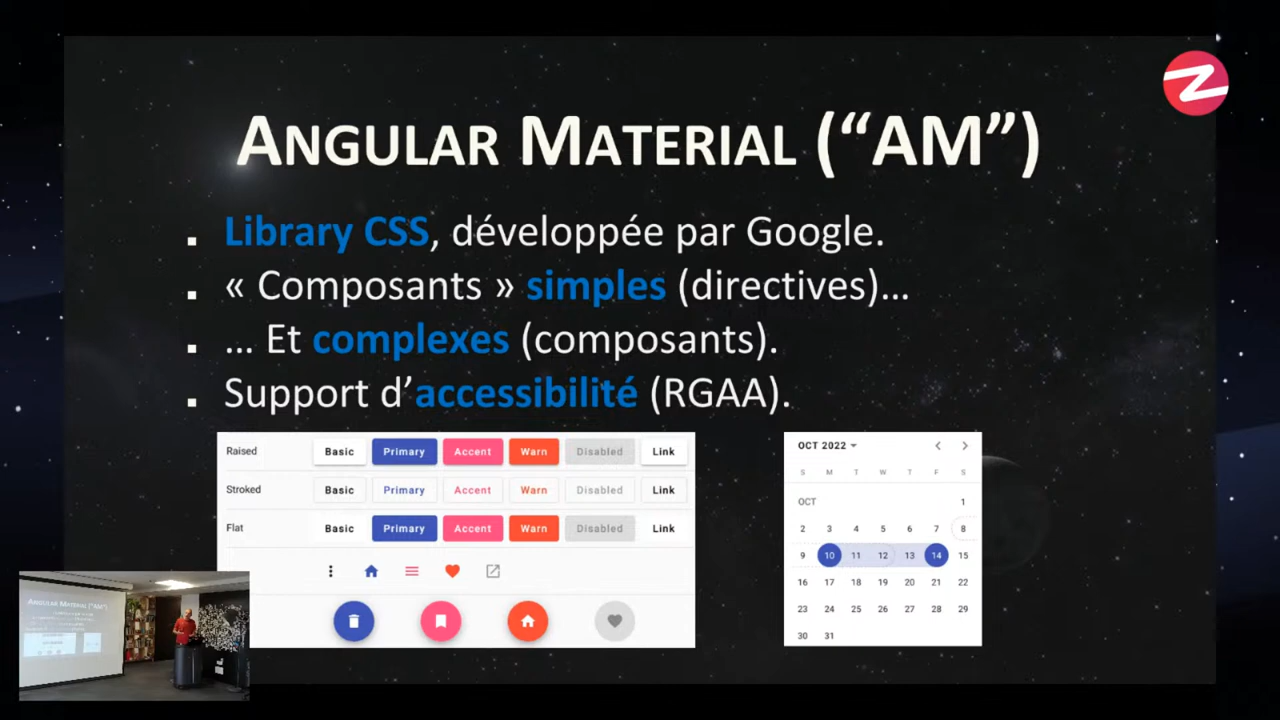 ANGULAR MATERIAL (“AM”)
Library CSS, développée par Google.
« Composants » simples (directives)…
… Et complexes (composants).
Support d’accessibilité (RGAA).
Raised Basic Primary Accent Warn Disabled Link
Stroked Basic Primary Accent Warn Disabled Link
Flat Basic Primary Accent Warn Disabled Link
OCT 2022
S M T W T F S
OCT 1
2 3 4 5 6 7 8
9 10 11 12 13 14 15
16 17 18 19 20 21 22
23 24 25 26 27 28 29
30 31
ANGULAR MATERIAL (“AM”)